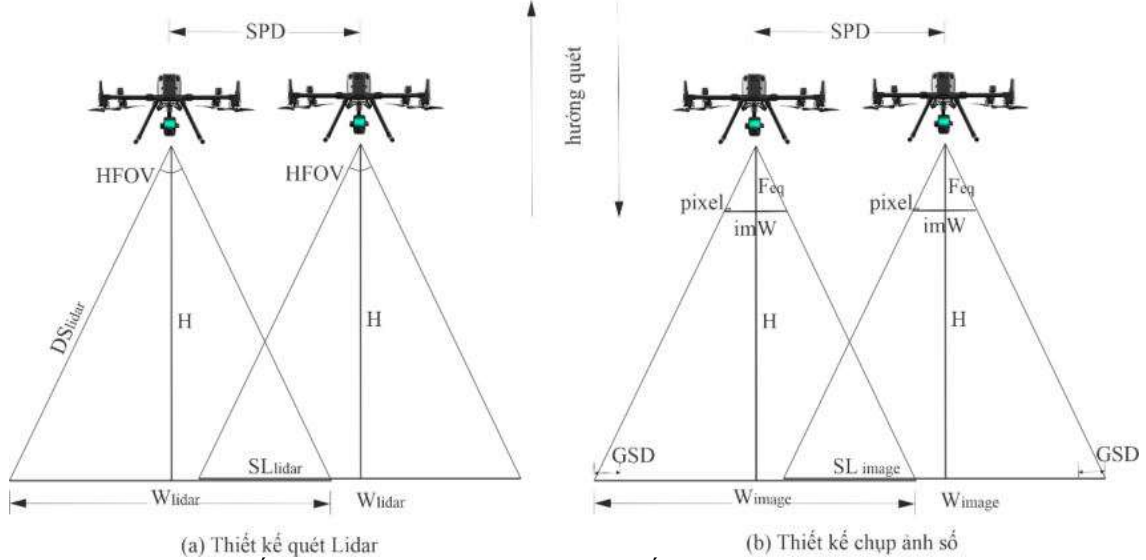 SPD
SPD
hướng quét
HFOV
HFOV
Feq
Feq
pixel
pixel
imW
imW
DSlidar
H
H
H
H
GSD
GSD
SLlidar
SL image
Wlidar
Wlidar
Wimage
Wimage
(a) Thiết kế quét Lidar
(b) Thiết kế chụp ảnh số